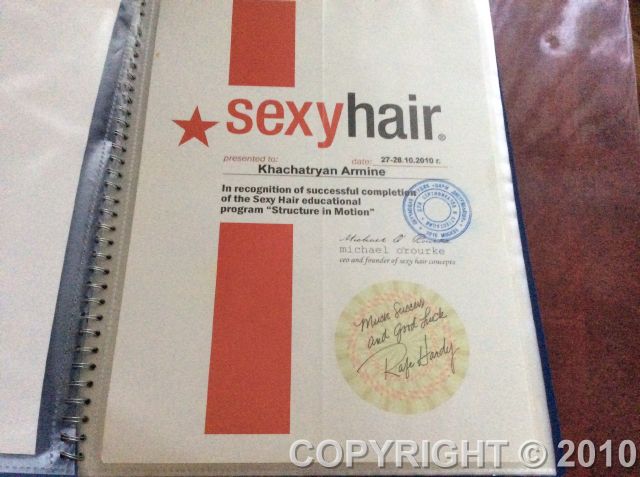 sexyhair®
presented to: date: 27-28.10.2010 г.
Khachatryan Armine
In recognition of successful completion
of the Sexy Hair educational
program "Structure in Motion"
Michael O'Rourke
michael o'rourke
ceo and founder of sexy hair concepts
Much Success
and Good Luck
Rafe Hardy
COPYRIGHT © 2010